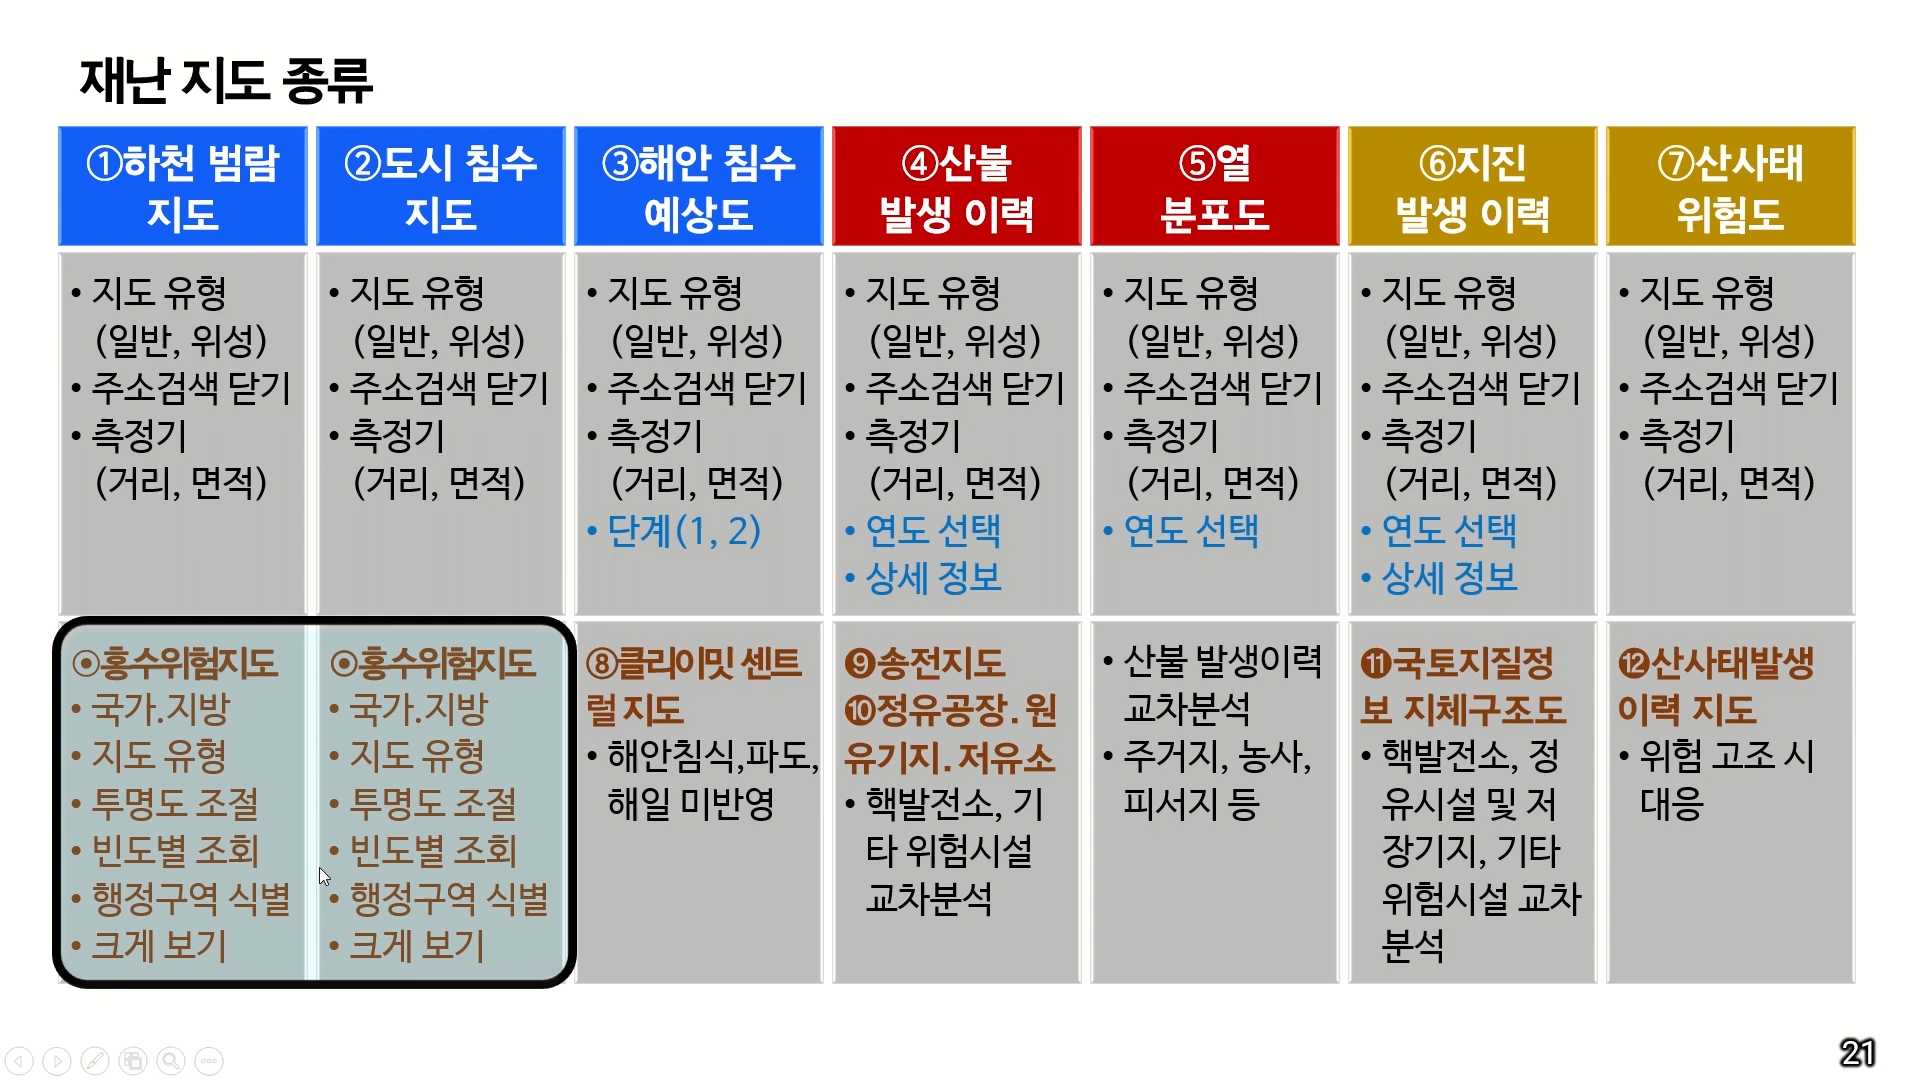 재난 지도 종류
①하천 범람
지도
②도시 침수
지도
③해안 침수
예상도
④산불
발생 이력
⑤열
분포도
⑥지진
발생 이력
⑦산사태
위험도
• 지도 유형
(일반, 위성)
• 주소검색 닫기
• 측정기
(거리, 면적)
• 지도 유형
(일반, 위성)
• 주소검색 닫기
• 측정기
(거리, 면적)
• 지도 유형
(일반, 위성)
• 주소검색 닫기
• 측정기
(거리, 면적)
• 단계(1, 2)
• 지도 유형
(일반, 위성)
• 주소검색 닫기
• 측정기
(거리, 면적)
• 연도 선택
• 상세 정보
• 지도 유형
(일반, 위성)
• 주소검색 닫기
• 측정기
(거리, 면적)
• 연도 선택
• 지도 유형
(일반, 위성)
• 주소검색 닫기
• 측정기
(거리, 면적)
• 연도 선택
• 상세 정보
• 지도 유형
(일반, 위성)
• 주소검색 닫기
• 측정기
(거리, 면적)
⦿홍수위험지도
• 국가.지방
• 지도 유형
• 투명도 조절
• 빈도별 조회
• 행정구역 식별
• 크게 보기
⦿홍수위험지도
• 국가.지방
• 지도 유형
• 투명도 조절
• 빈도별 조회
• 행정구역 식별
• 크게 보기
⑧클리이밋 센트
럴 지도
• 해안침식,파도,
해일 미반영
❾송전지도
❿정유공장.원
유기지.저유소
• 핵발전소, 기
타 위험시설
교차분석
• 산불 발생이력
교차분석
• 주거지, 농사,
피서지 등
⓫국토지질정
보 지체구조도
• 핵발전소, 정
유시설 및 저
장기지, 기타
위험시설 교차
분석
⓬산사태발생
이력 지도
• 위험 고조 시
대응
21